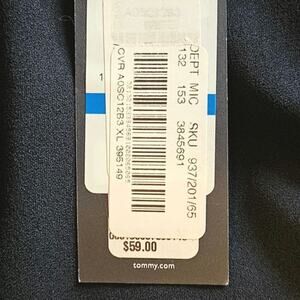 DEPT MIC SKU 937/201/65
132 153 3845691
CVR A0SC12B3 XL 395149
$59.00
tommy.com